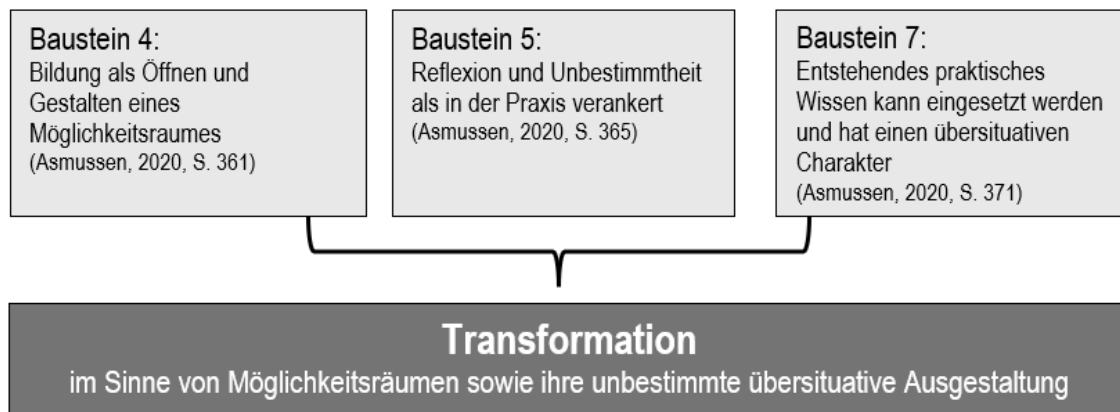 Baustein 4:
Bildung als Öffnen und
Gestalten eines
Möglichkeitsraumes
(Asmussen, 2020, S. 361)
Baustein 5:
Reflexion und Unbestimmtheit
als in der Praxis verankert
(Asmussen, 2020, S. 365)
Baustein 7:
Entstehendes praktisches
Wissen kann eingesetzt werden
und hat einen übersituativen
Charakter
(Asmussen, 2020, S. 371)
Transformation
im Sinne von Möglichkeitsräumen sowie ihre unbestimmte übersituative Ausgestaltung